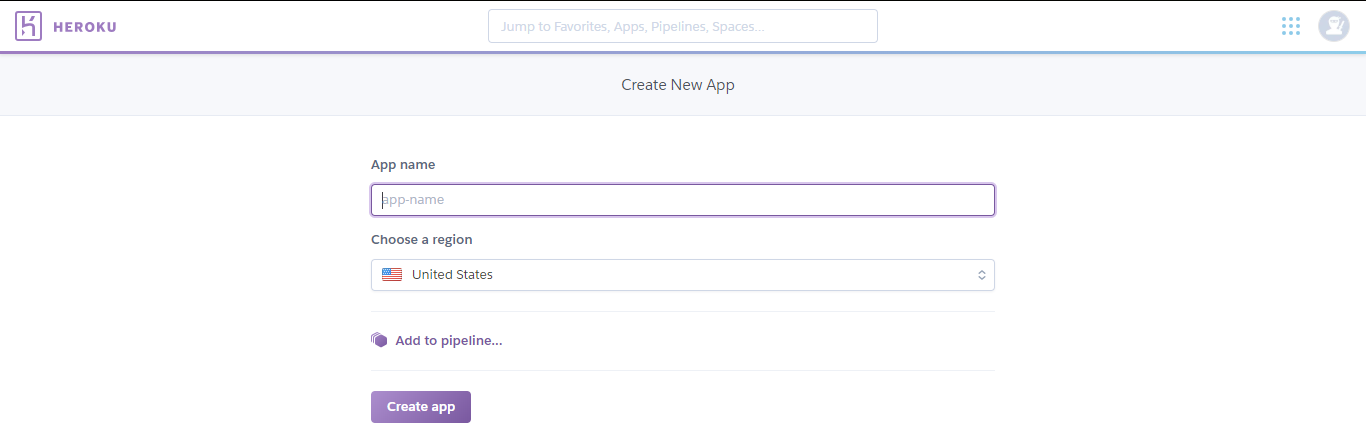 HEROKU
Jump to Favorites, Apps, Pipelines, Spaces...
Create New App
App name
app-name
Choose a region
United States
Add to pipeline...
Create app